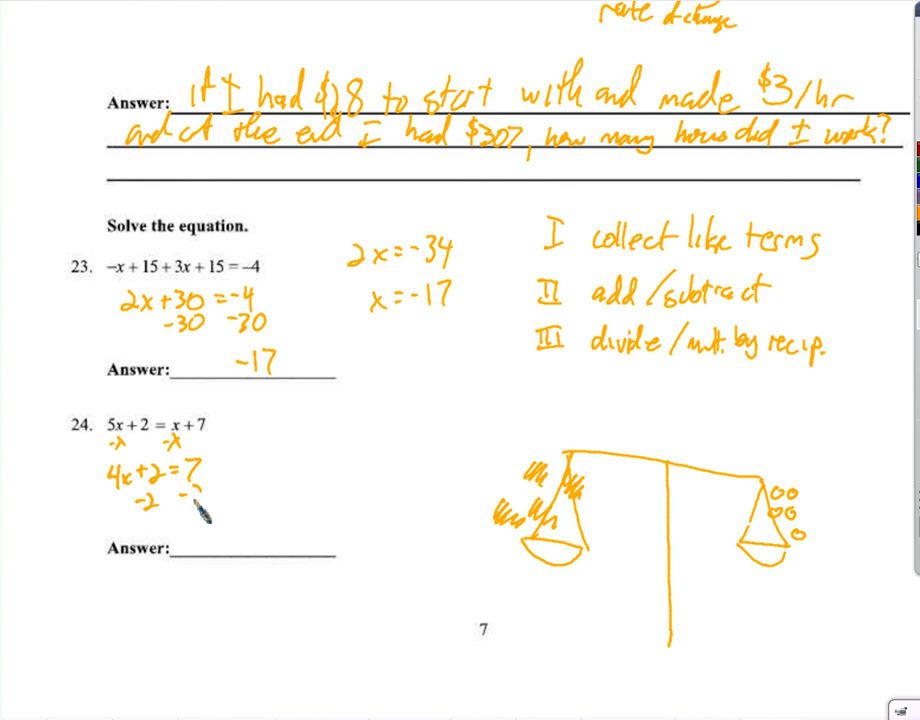 rate of change
Answer: if I had $18 to start with and made $3/hr
and at the end I had $307, how many hours did I work?
Solve the equation.
23. –x + 15 + 3x + 15 = –4
2x+30 = -4
-30 -30
2x = -34
x = -17
Answer: -17
I collect like terms
II add/subtract
III divide/mult. by recip.
24. 5x + 2 = x + 7
-x -x
4x+2=7
-2 -2
Answer:
7